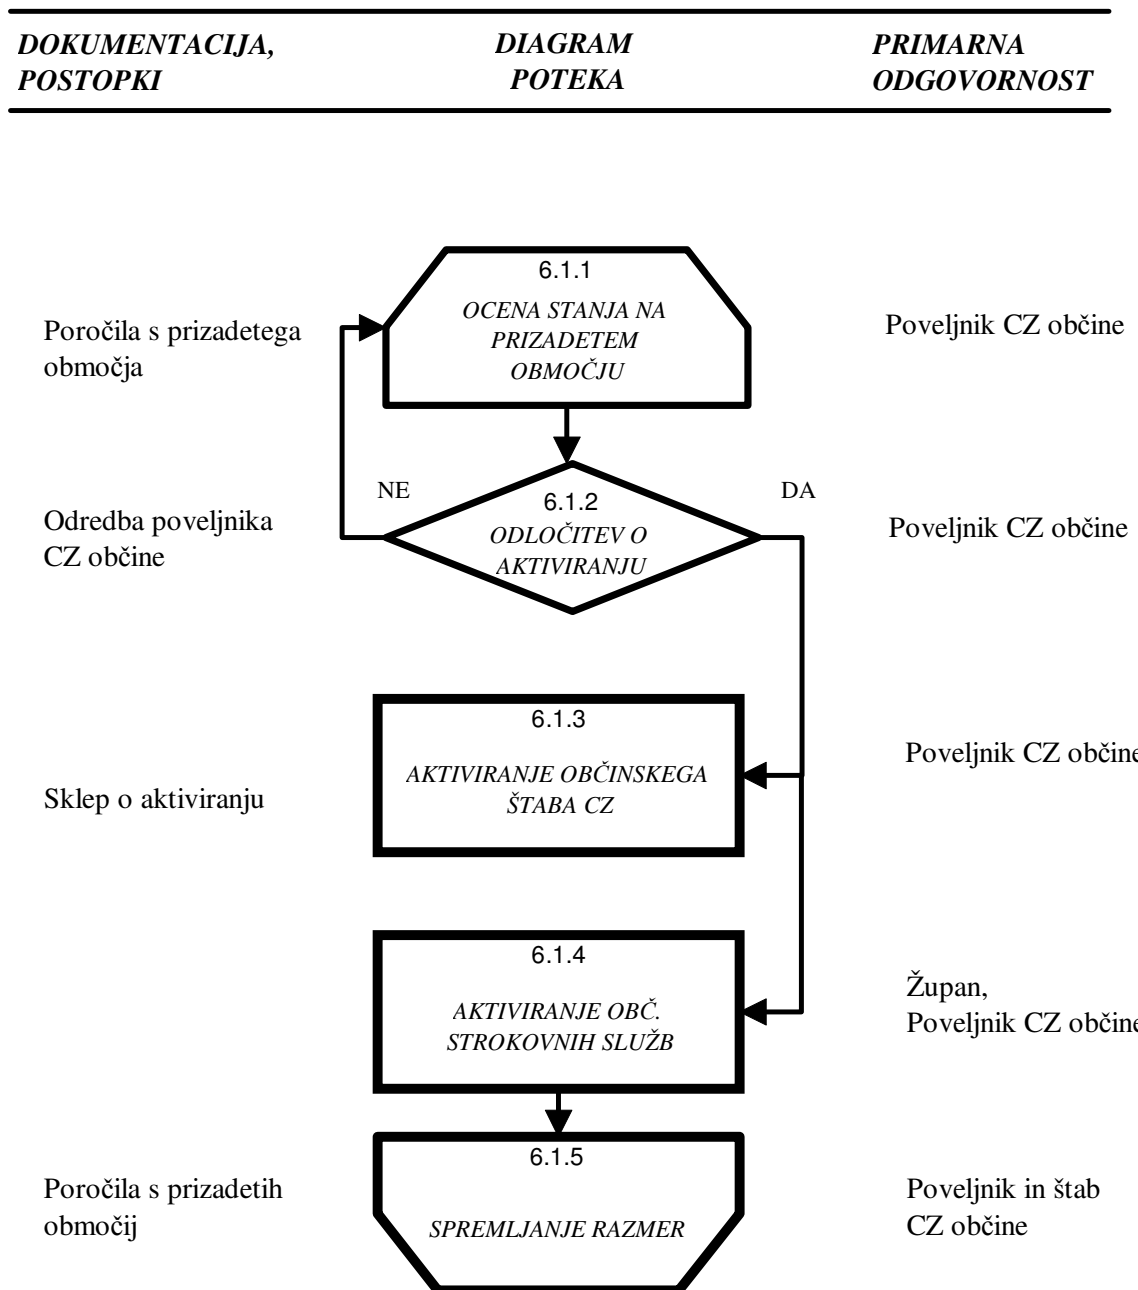 DOKUMENTACIJA,
POSTOPKI
DIAGRAM
POTEKA
PRIMARNA
ODGOVORNOST
Poročila s prizadetega
območja
6.1.1
OCENA STANJA NA
PRIZADETEM
OBMOČJU
Poveljnik CZ občine
Odredba poveljnika
CZ občine
NE
6.1.2
ODLOČITEV O
AKTIVIRANJU
DA
Poveljnik CZ občine
Sklep o aktiviranju
6.1.3
AKTIVIRANJE OBČINSKEGA
ŠTABA CZ
Poveljnik CZ občine
6.1.4
AKTIVIRANJE OBČ.
STROKOVNIH SLUŽB
Župan,
Poveljnik CZ občine
Poročila s prizadetih
območij
6.1.5
SPREMLJANJE RAZMER
Poveljnik in štab
CZ občine